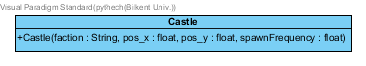 Visual Paradigm Standard(pythech(Bilkent Univ.))
Castle
+Castle(faction : String, pos_x : float, pos_y : float, spawnFrequency : float)